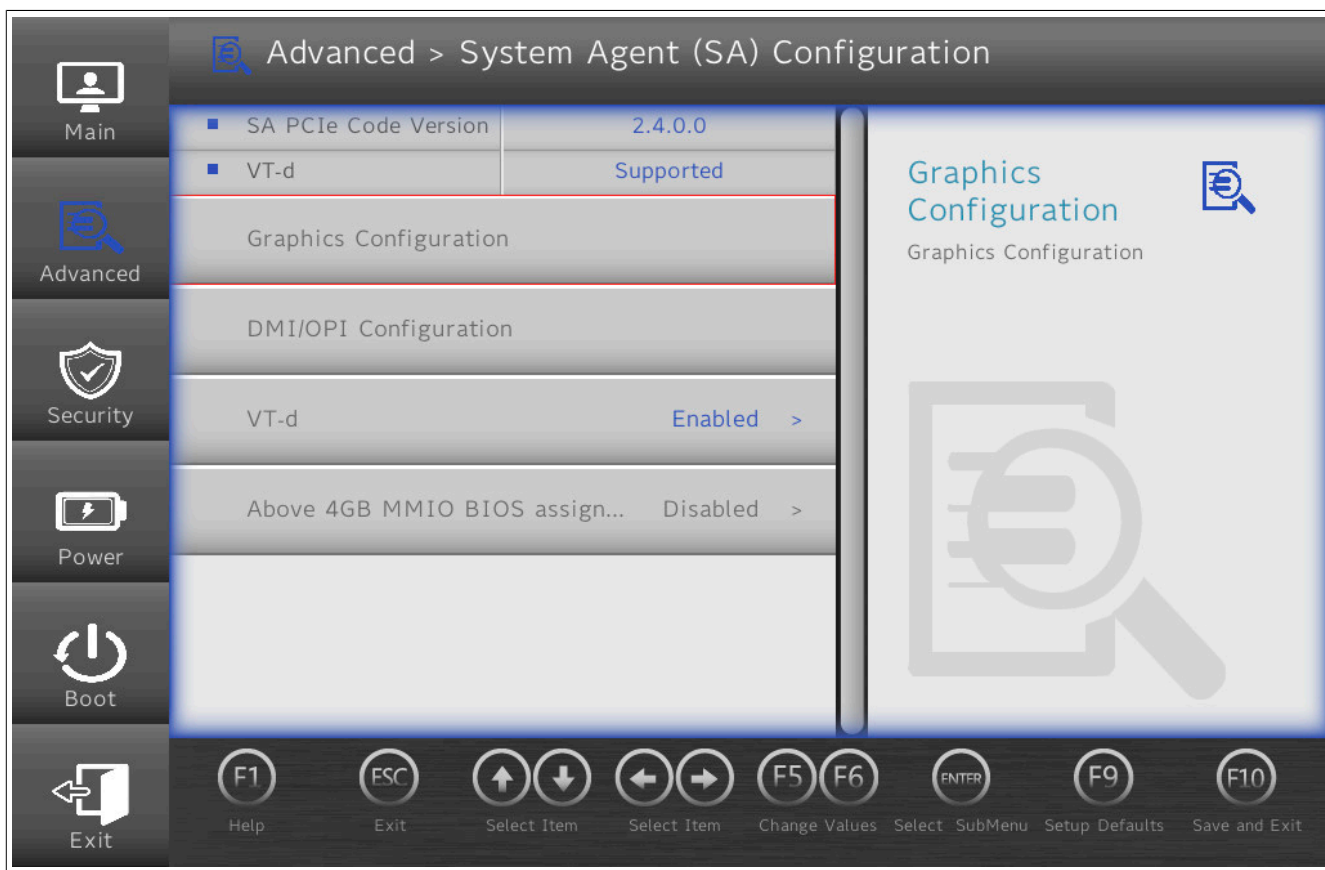 Advanced > System Agent (SA) Configuration
Main
Advanced
Security
Power
Boot
Exit
SA PCIe Code Version 2.4.0.0
VT-d Supported
Graphics Configuration
DMI/OPI Configuration
VT-d Enabled >
Above 4GB MMIO BIOS assign... Disabled >
Graphics
Configuration
Graphics Configuration
F1 ESC F5 F6 ENTER F9 F10
Help Exit Select Item Select Item Change Values Select SubMenu Setup Defaults Save and Exit